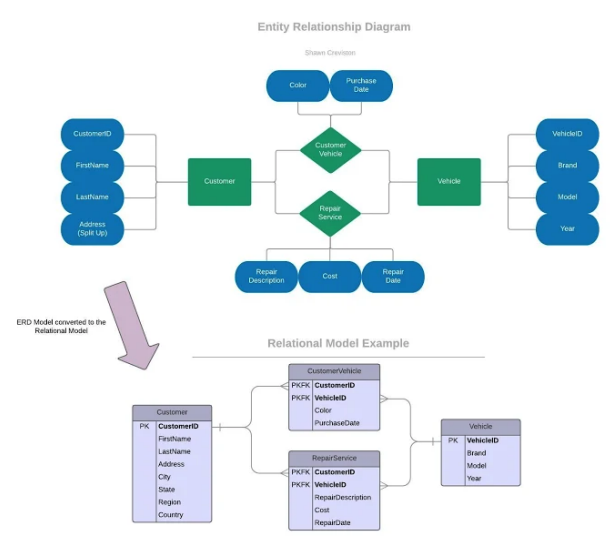 Entity Relationship Diagram
Shawn Crevison
Color
Purchase
Date
CustomerID
FirstName
LastName
Address
(Split Up)
Customer
Customer
Vehicle
Repair
Service
Vehicle
VehicleID
Brand
Model
Year
Repair
Description
Cost
Repair
Date
ERD Model converted to the
Relational Model
Relational Model Example
Customer
PK CustomerID
FirstName
LastName
Address
City
State
Region
Country
CustomerVehicle
PKFK CustomerID
PKFK VehicleID
Color
PurchaseDate
RepairService
PKFK CustomerID
PKFK VehicleID
RepairDescription
Cost
RepairDate
Vehicle
PK VehicleID
Brand
Model
Year